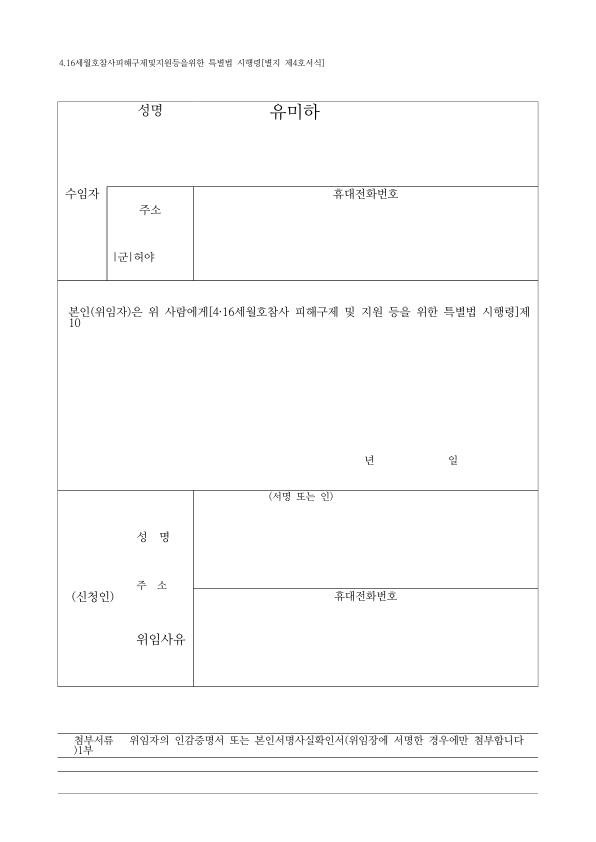 4.16세월호참사피해구제및지원등을위한 특별법 시행령[별지 제4호서식]
성명 유미하
수임자 휴대전화번호
주소
|군|허야
본인(위임자)은 위 사람에게[4·16세월호참사 피해구제 및 지원 등을 위한 특별법 시행령]제
10
년 일
(서명 또는 인)
성 명
주 소
(신청인) 휴대전화번호
위임사유
첨부서류 위임자의 인감증명서 또는 본인서명사실확인서(위임장에 서명한 경우에만 첨부합니다
)1부